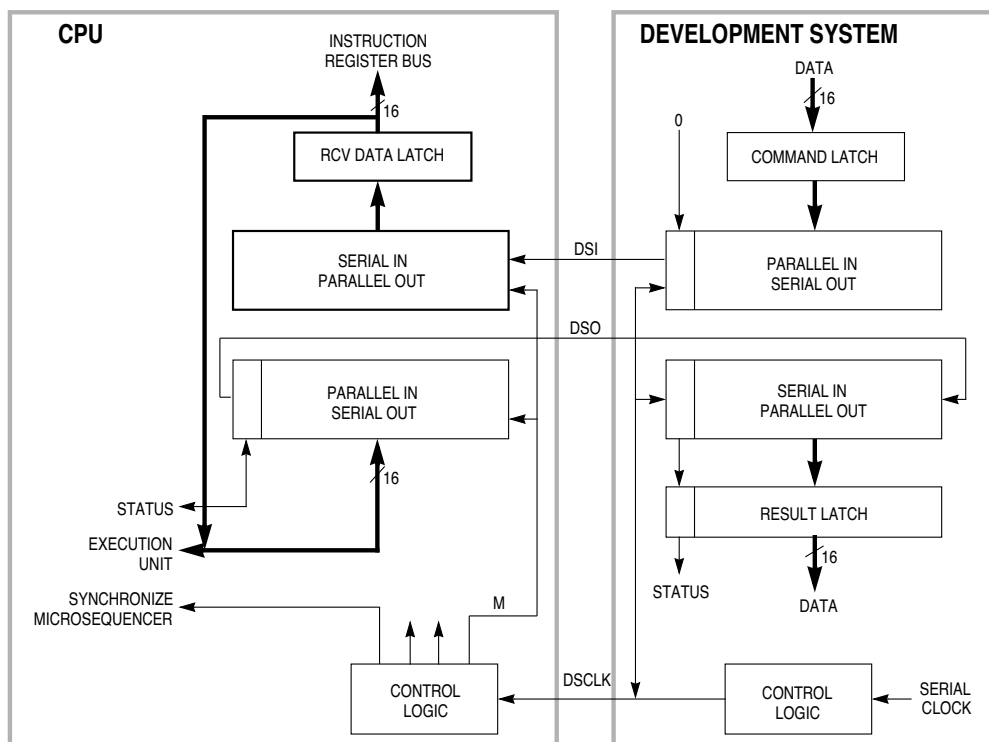 CPU
INSTRUCTION
REGISTER BUS
16
RCV DATA LATCH
SERIAL IN
PARALLEL OUT
PARALLEL IN
SERIAL OUT
16
STATUS
EXECUTION
UNIT
SYNCHRONIZE
MICROSEQUENCER
M
CONTROL
LOGIC
DSI
DSO
DSCLK
DEVELOPMENT SYSTEM
DATA
16
0
COMMAND LATCH
PARALLEL IN
SERIAL OUT
SERIAL IN
PARALLEL OUT
RESULT LATCH
16
STATUS
DATA
CONTROL
LOGIC
SERIAL
CLOCK